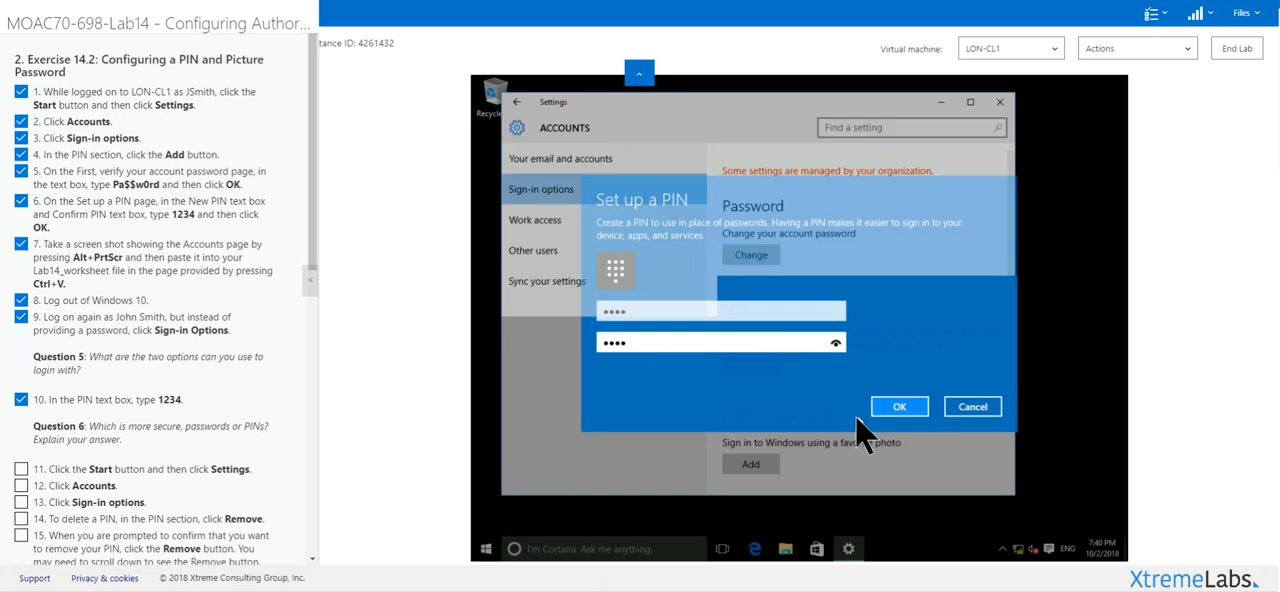 MOAC70-698-Lab14 - Configuring Author...
tance ID: 4261432
Virtual machine:
LON-CL1
Actions
End Lab
Files
2. Exercise 14.2: Configuring a PIN and Picture
Password
1. While logged on to LON-CL1 as JSmith, click the
Start button and then click Settings.
2. Click Accounts.
3. Click Sign-in options.
4. In the PIN section, click the Add button.
5. On the First, verify your account password page, in
the text box, type Pa$$w0rd and then click OK.
6. On the Set up a PIN page, in the New PIN text box
and Confirm PIN text box, type 1234 and then click
OK.
7. Take a screen shot showing the Accounts page by
pressing Alt+PrtScr and then paste it into your
Lab14_worksheet file in the page provided by pressing
Ctrl+V.
8. Log out of Windows 10.
9. Log on again as John Smith, but instead of
providing a password, click Sign-in Options.
Question 5: What are the two options can you use to
login with?
10. In the PIN text box, type 1234.
Question 6: Which is more secure, passwords or PINs?
Explain your answer.
11. Click the Start button and then click Settings.
12. Click Accounts.
13. Click Sign-in options.
14. To delete a PIN, in the PIN section, click Remove.
15. When you are prompted to confirm that you want
to remove your PIN, click the Remove button. You
may need to scroll down to see the Remove button.
Support
Privacy & cookies
© 2018 Xtreme Consulting Group, Inc.
Recycle
Settings
ACCOUNTS
Find a setting
Your email and accounts
Sign-in options
Work access
Other users
Sync your settings
Some settings are managed by your organization.
Password
Change your account password
Change
Set up a PIN
Create a PIN to use in place of passwords. Having a PIN makes it easier to sign in to your
device, apps, and services.
OK
Cancel
Sign in to Windows using a favorite photo
Add
I'm Cortana. Ask me anything.
ENG
7:40 PM
10/2/2018
XtremeLabs.